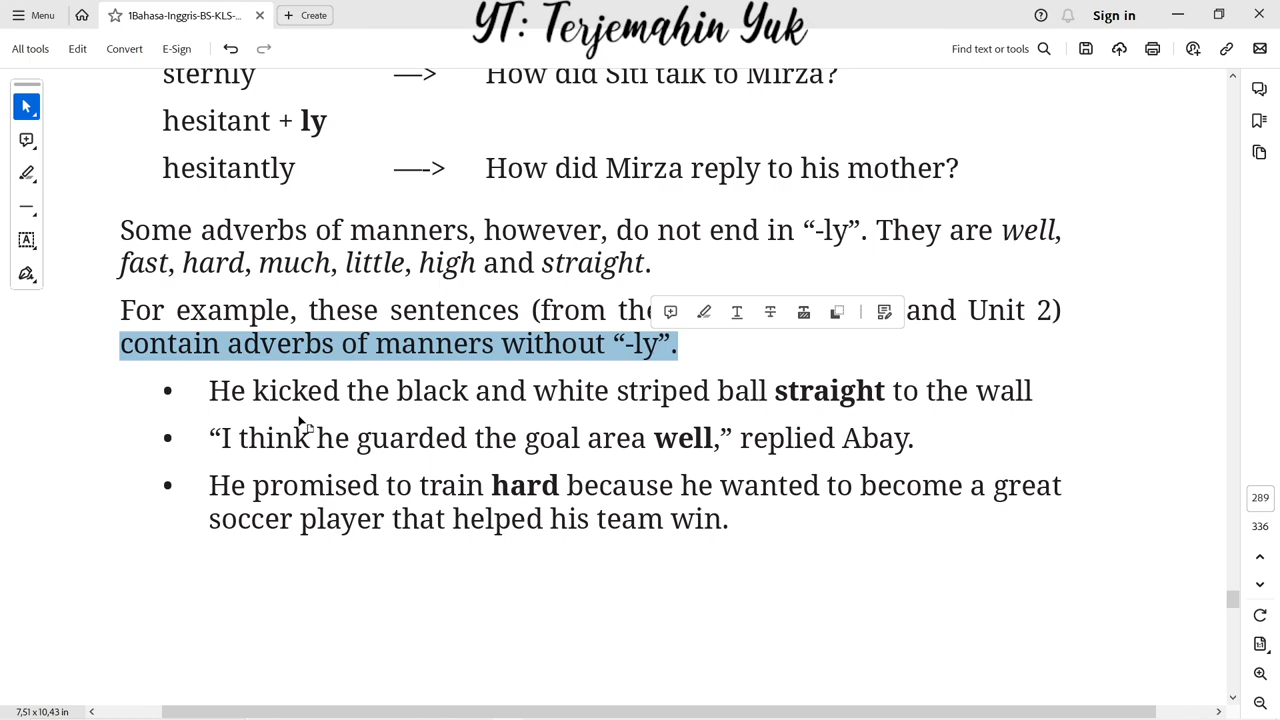 Menu
1Bahasa-Inggris-BS-KLS-...
Create
YT: Terjemahin Yuk
Sign in
All tools
Edit
Convert
E-Sign
Find text or tools
sternly —> How did Siti talk to Mirza?
hesitant + ly
hesitantly —-> How did Mirza reply to his mother?
Some adverbs of manners, however, do not end in “-ly”. They are well,
fast, hard, much, little, high and straight.
For example, these sentences (from the and Unit 2)
contain adverbs of manners without “-ly”.
• He kicked the black and white striped ball straight to the wall
• “I think he guarded the goal area well,” replied Abay.
• He promised to train hard because he wanted to become a great
soccer player that helped his team win.
289
336
7,51 x 10,43 in